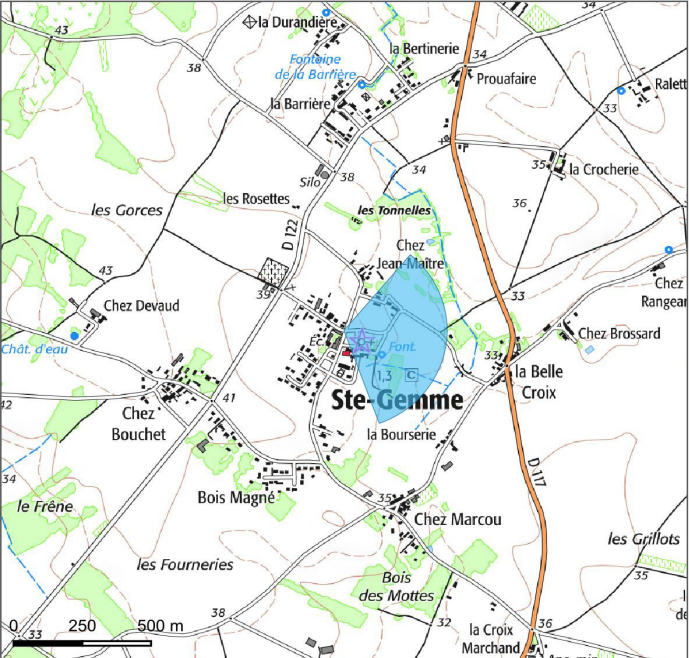 43
la Durandière
34
38
Fontaine
de la Barrière
la Bertinerie
34
Prouafaire
la Barrière
33
Silo
38
34
35
la Crocherie
les Rosettes
36
les Gorces
les Tonnelles
D 122
Chez
Jean-Maître
43
39
33
Chez
Chez Devaud
Chez Brossard
Chât. d'eau
Éc.
C
Font.
33
la Belle
Croix
1,3
C
Ste-Gemme
42
41
Chez
Bouchet
la Bourserie
D 117
34
Bois Magné
le Frêne
35
Chez Marcou
les Fourneries
les Grillots
35
Bois
des Mottes
38
32
la Croix
Marchand
36
33
0 250 500 m